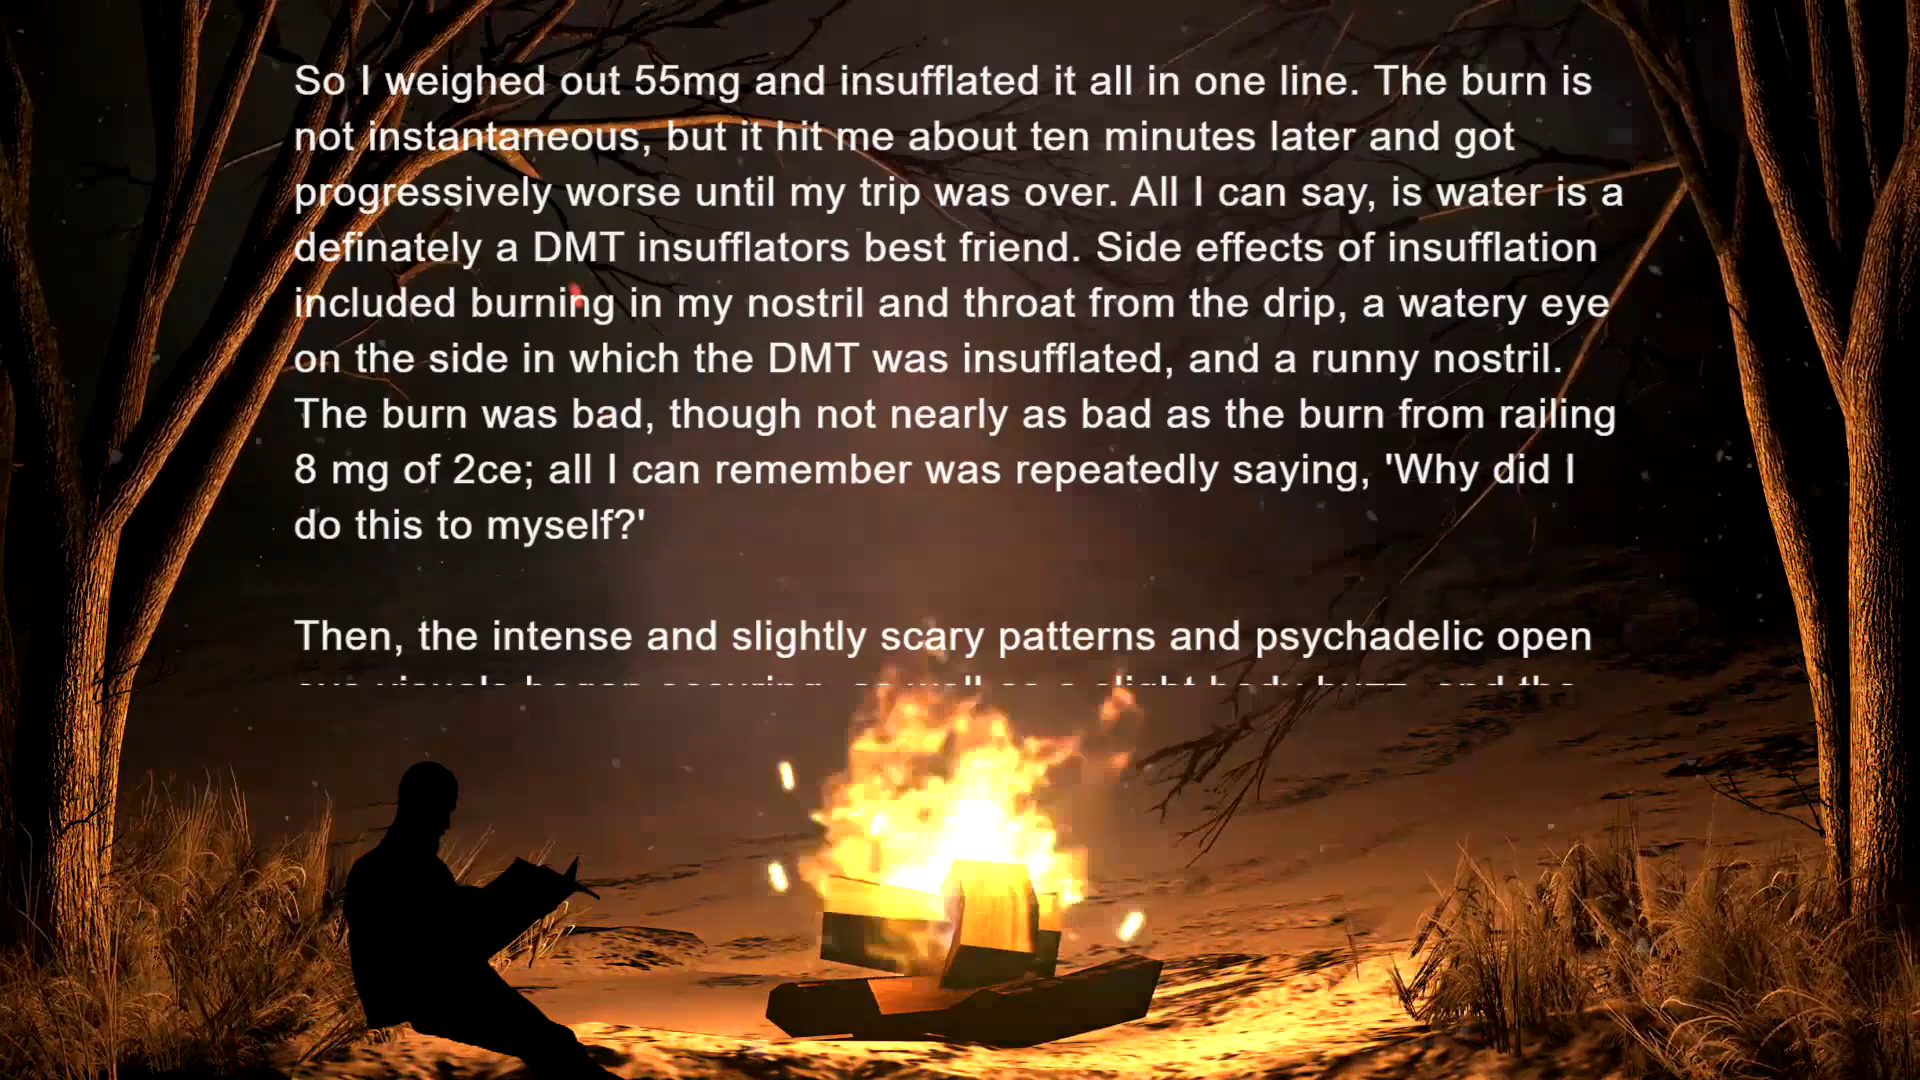 So I weighed out 55mg and insufflated it all in one line. The burn is
not instantaneous, but it hit me about ten minutes later and got
progressively worse until my trip was over. All I can say, is water is a
definately a DMT insufflators best friend. Side effects of insufflation
included burning in my nostril and throat from the drip, a watery eye
on the side in which the DMT was insufflated, and a runny nostril.
The burn was bad, though not nearly as bad as the burn from railing
8 mg of 2ce; all I can remember was repeatedly saying, 'Why did I
do this to myself?'
Then, the intense and slightly scary patterns and psychadelic open